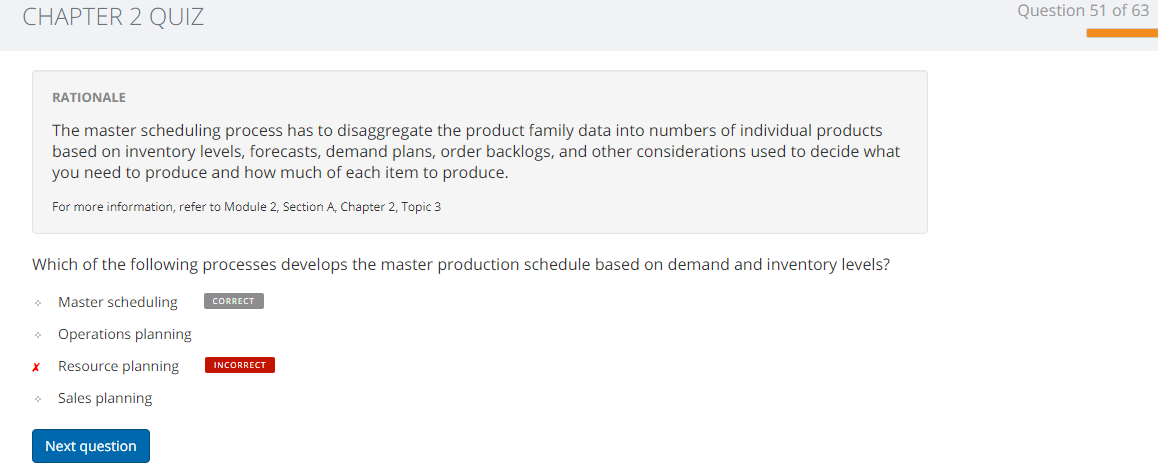 CHAPTER 2 QUIZ
Question 51 of 63
RATIONALE
The master scheduling process has to disaggregate the product family data into numbers of individual products
based on inventory levels, forecasts, demand plans, order backlogs, and other considerations used to decide what
you need to produce and how much of each item to produce.
For more information, refer to Module 2, Section A, Chapter 2, Topic 3
Which of the following processes develops the master production schedule based on demand and inventory levels?
Master scheduling CORRECT
Operations planning
✗ Resource planning INCORRECT
Sales planning
Next question